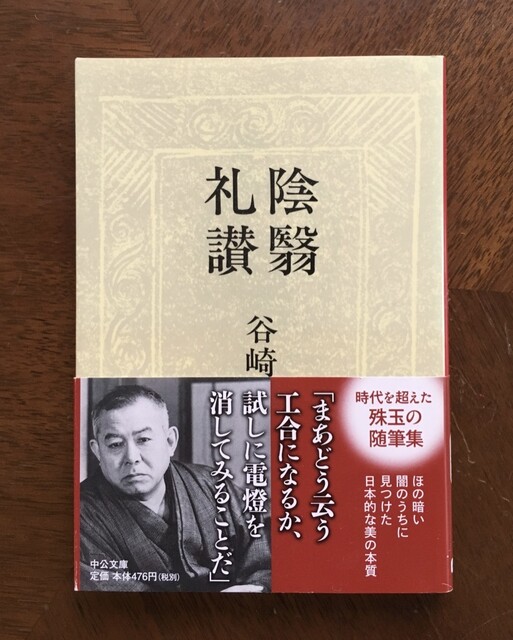 陰翳
礼讃
谷崎
時代を超えた
殊玉の
随筆集
ほの暗い
闇のうちに
見つけた
日本的な美の本質
「まあどう云う
工合になるか、
試しに電燈を
消してみることだ」
中公文庫
定価 本体476円(税別)